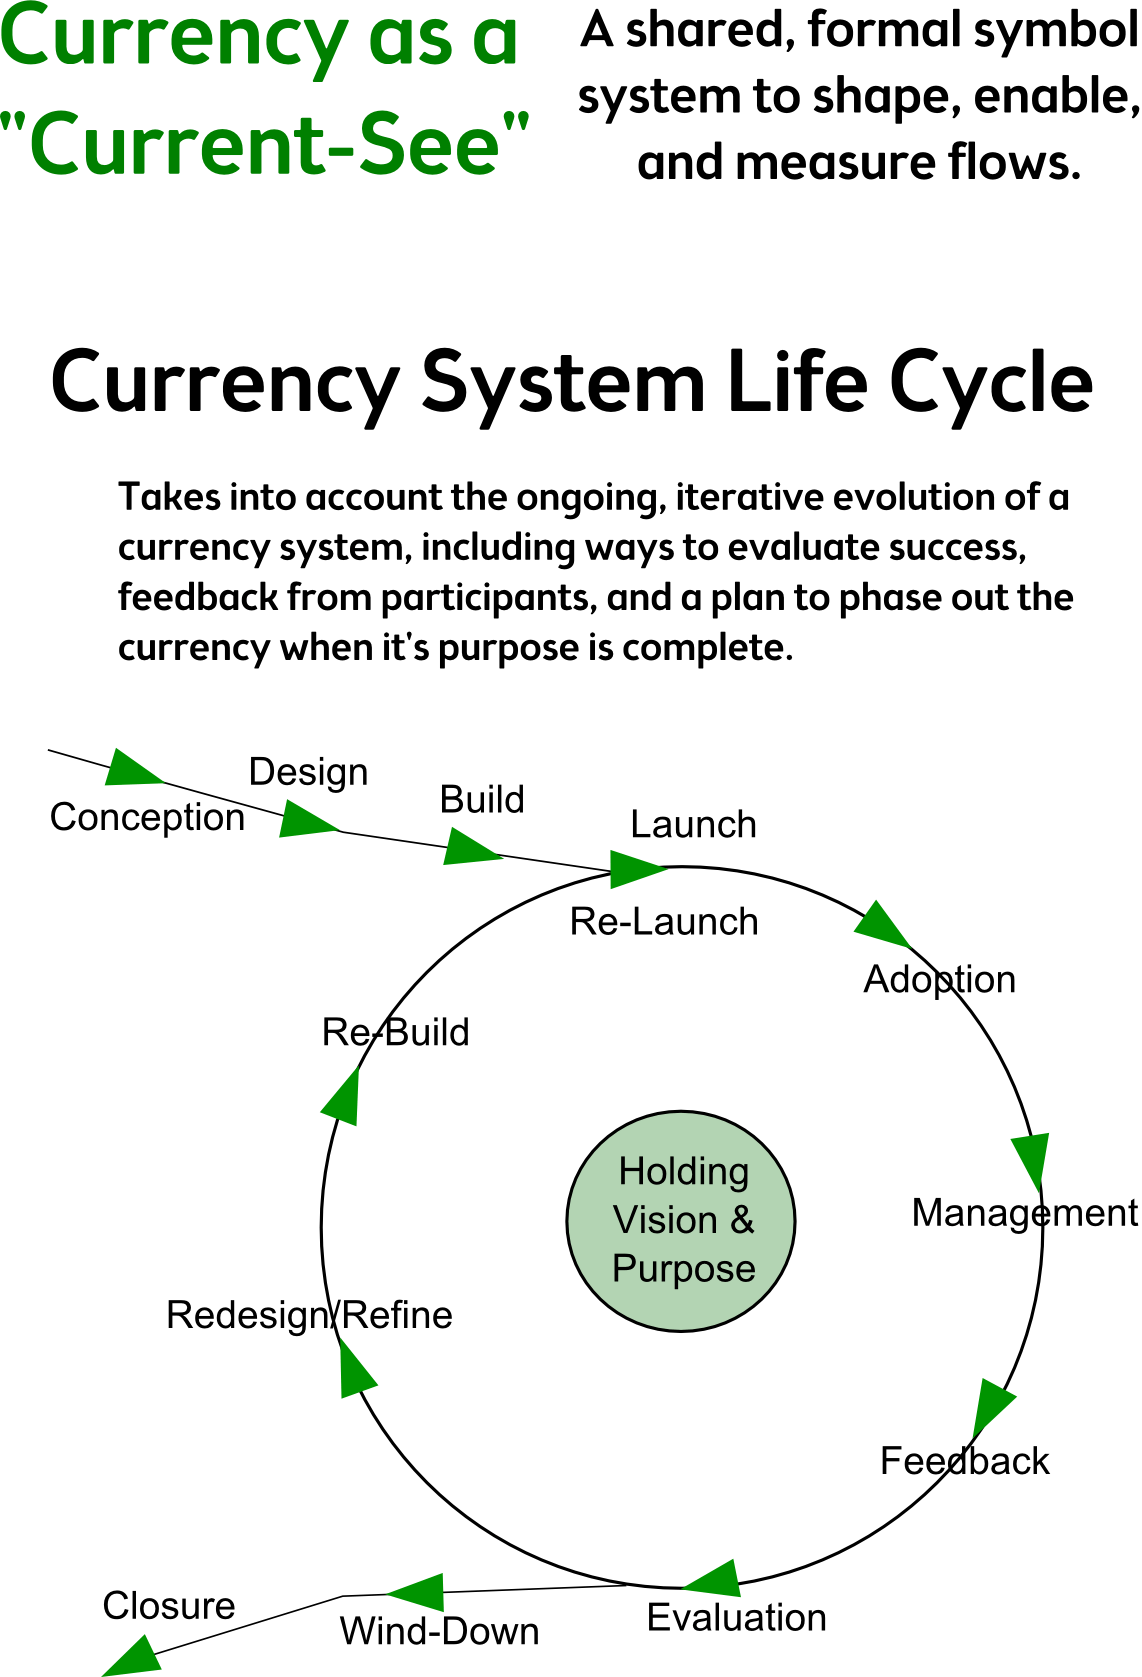 Currency as a
"Current-See"
A shared, formal symbol
system to shape, enable,
and measure flows.
Currency System Life Cycle
Takes into account the ongoing, iterative evolution of a
currency system, including ways to evaluate success,
feedback from participants, and a plan to phase out the
currency when it's purpose is complete.
Conception
Design
Build
Launch
Re-Launch
Adoption
Management
Feedback
Evaluation
Wind-Down
Closure
Redesign/Refine
Re-Build
Holding
Vision &
Purpose